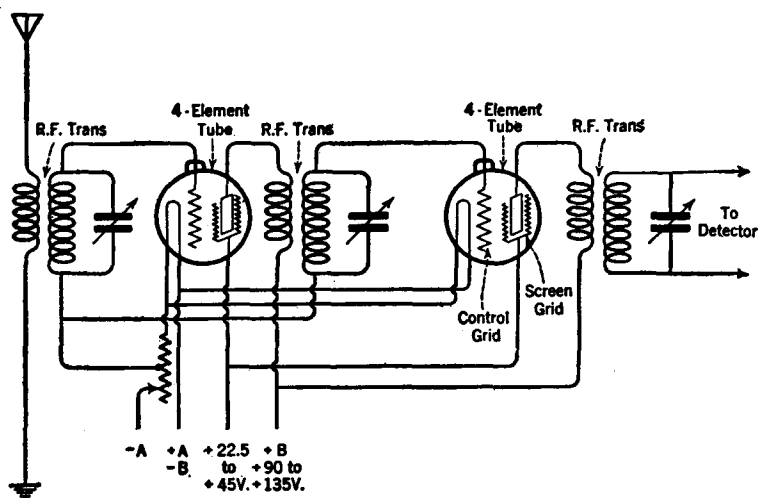 4-Element
Tube
4-Element
Tube
R.F. Trans
R.F. Trans
R.F. Trans
To
Detector
Screen
Grid
Control
Grid
-A +A +22.5 +B
-B to +90 to
+45V. +135V.